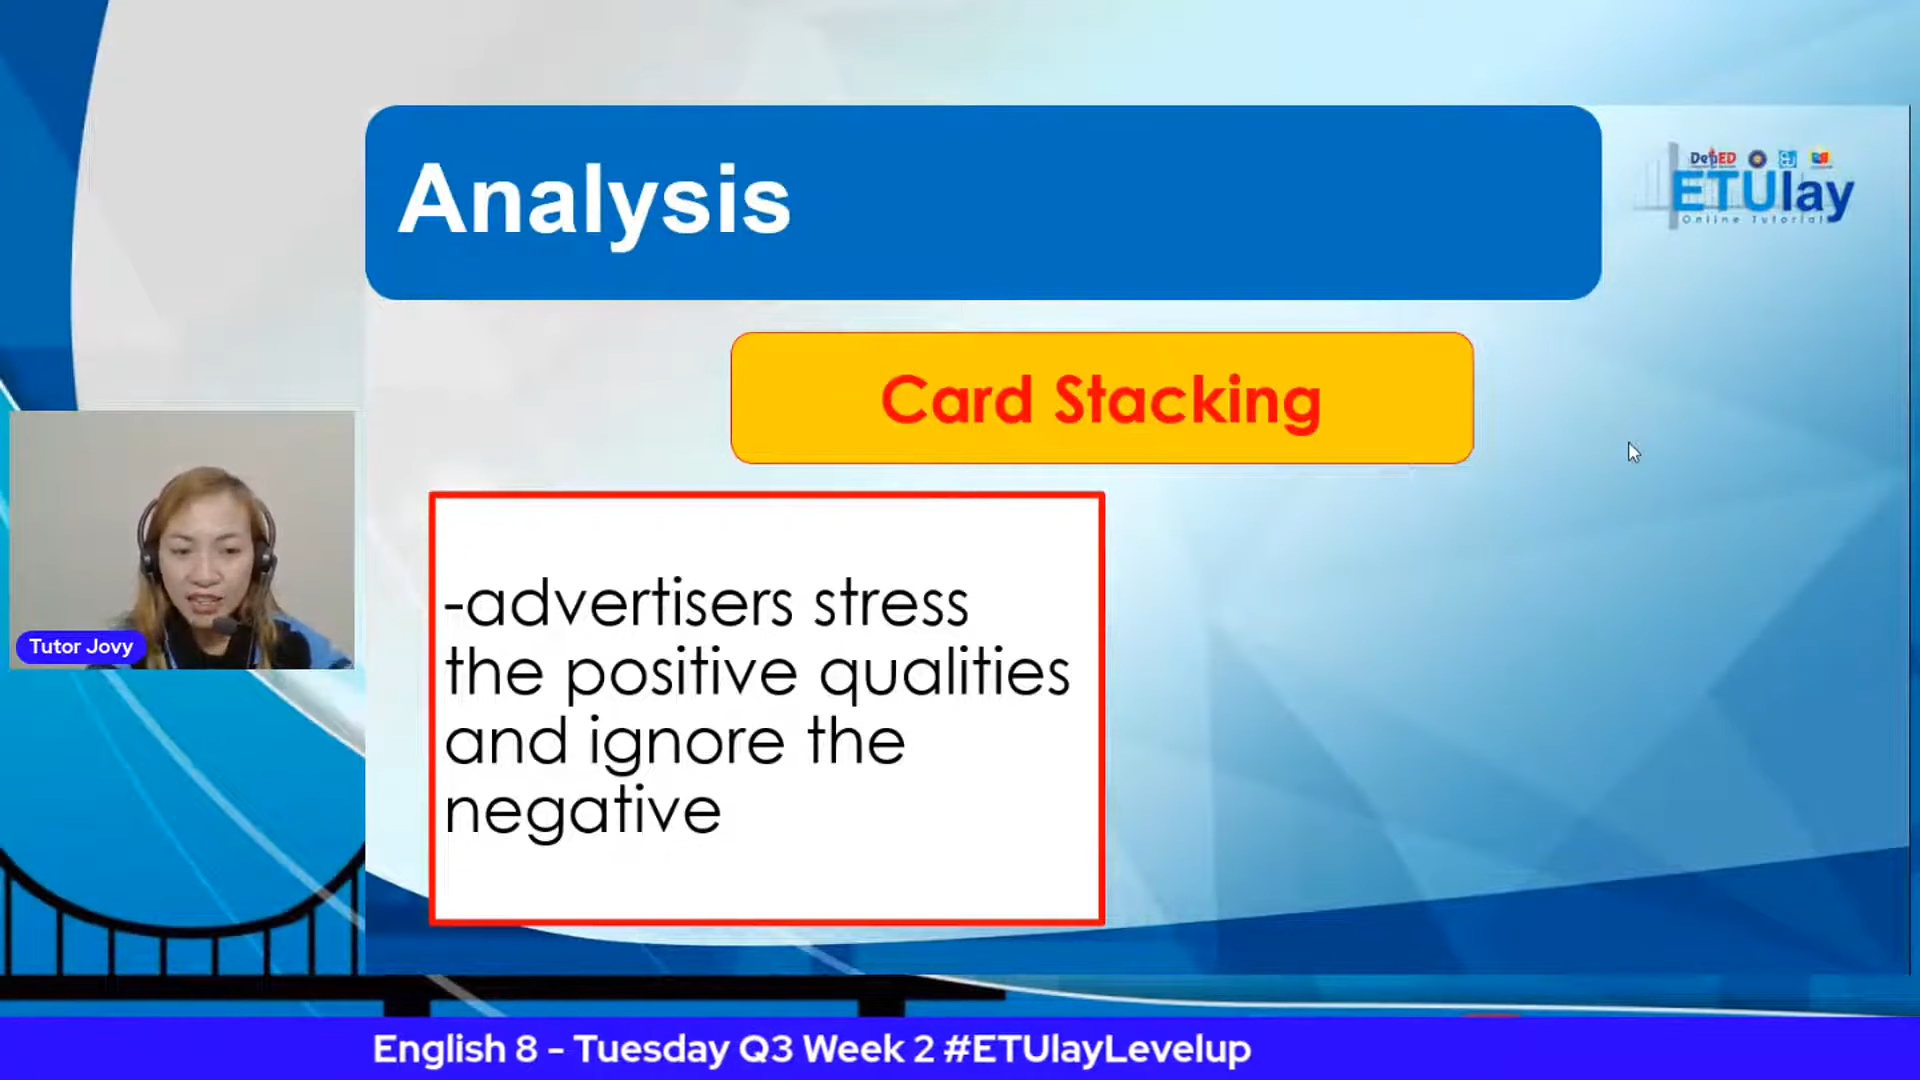 Analysis
DepED
ETUlay
Online Tutorial
Card Stacking
-advertisers stress
the positive qualities
and ignore the
negative
Tutor Jovy
English 8 - Tuesday Q3 Week 2 #ETUlayLevelup